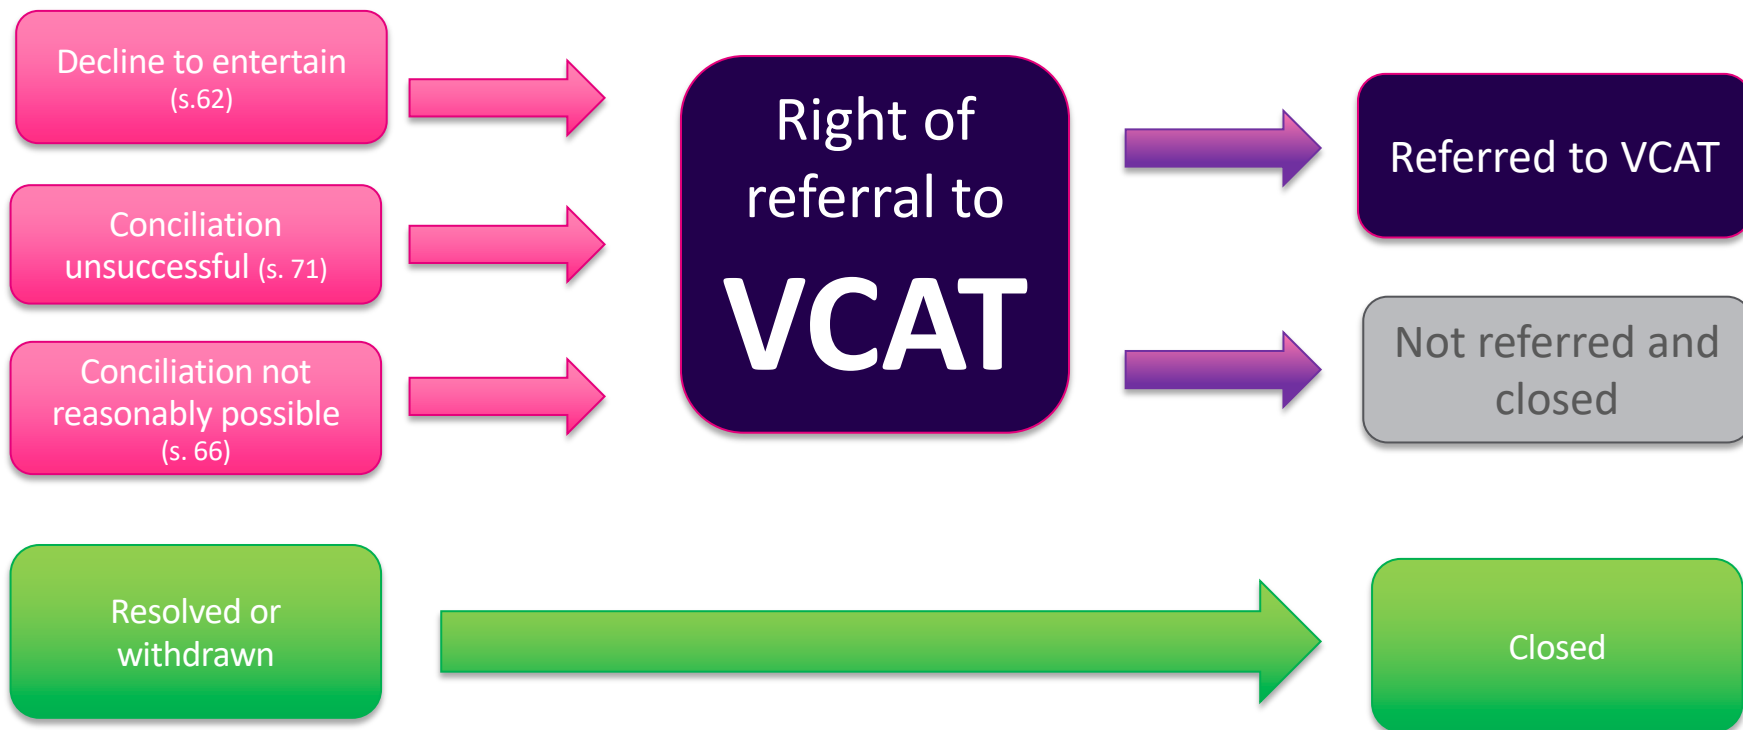 Decline to entertain
(s.62)
Conciliation
unsuccessful (s. 71)
Conciliation not
reasonably possible
(s. 66)
Right of
referral to
VCAT
Referred to VCAT
Not referred and
closed
Resolved or
withdrawn
Closed